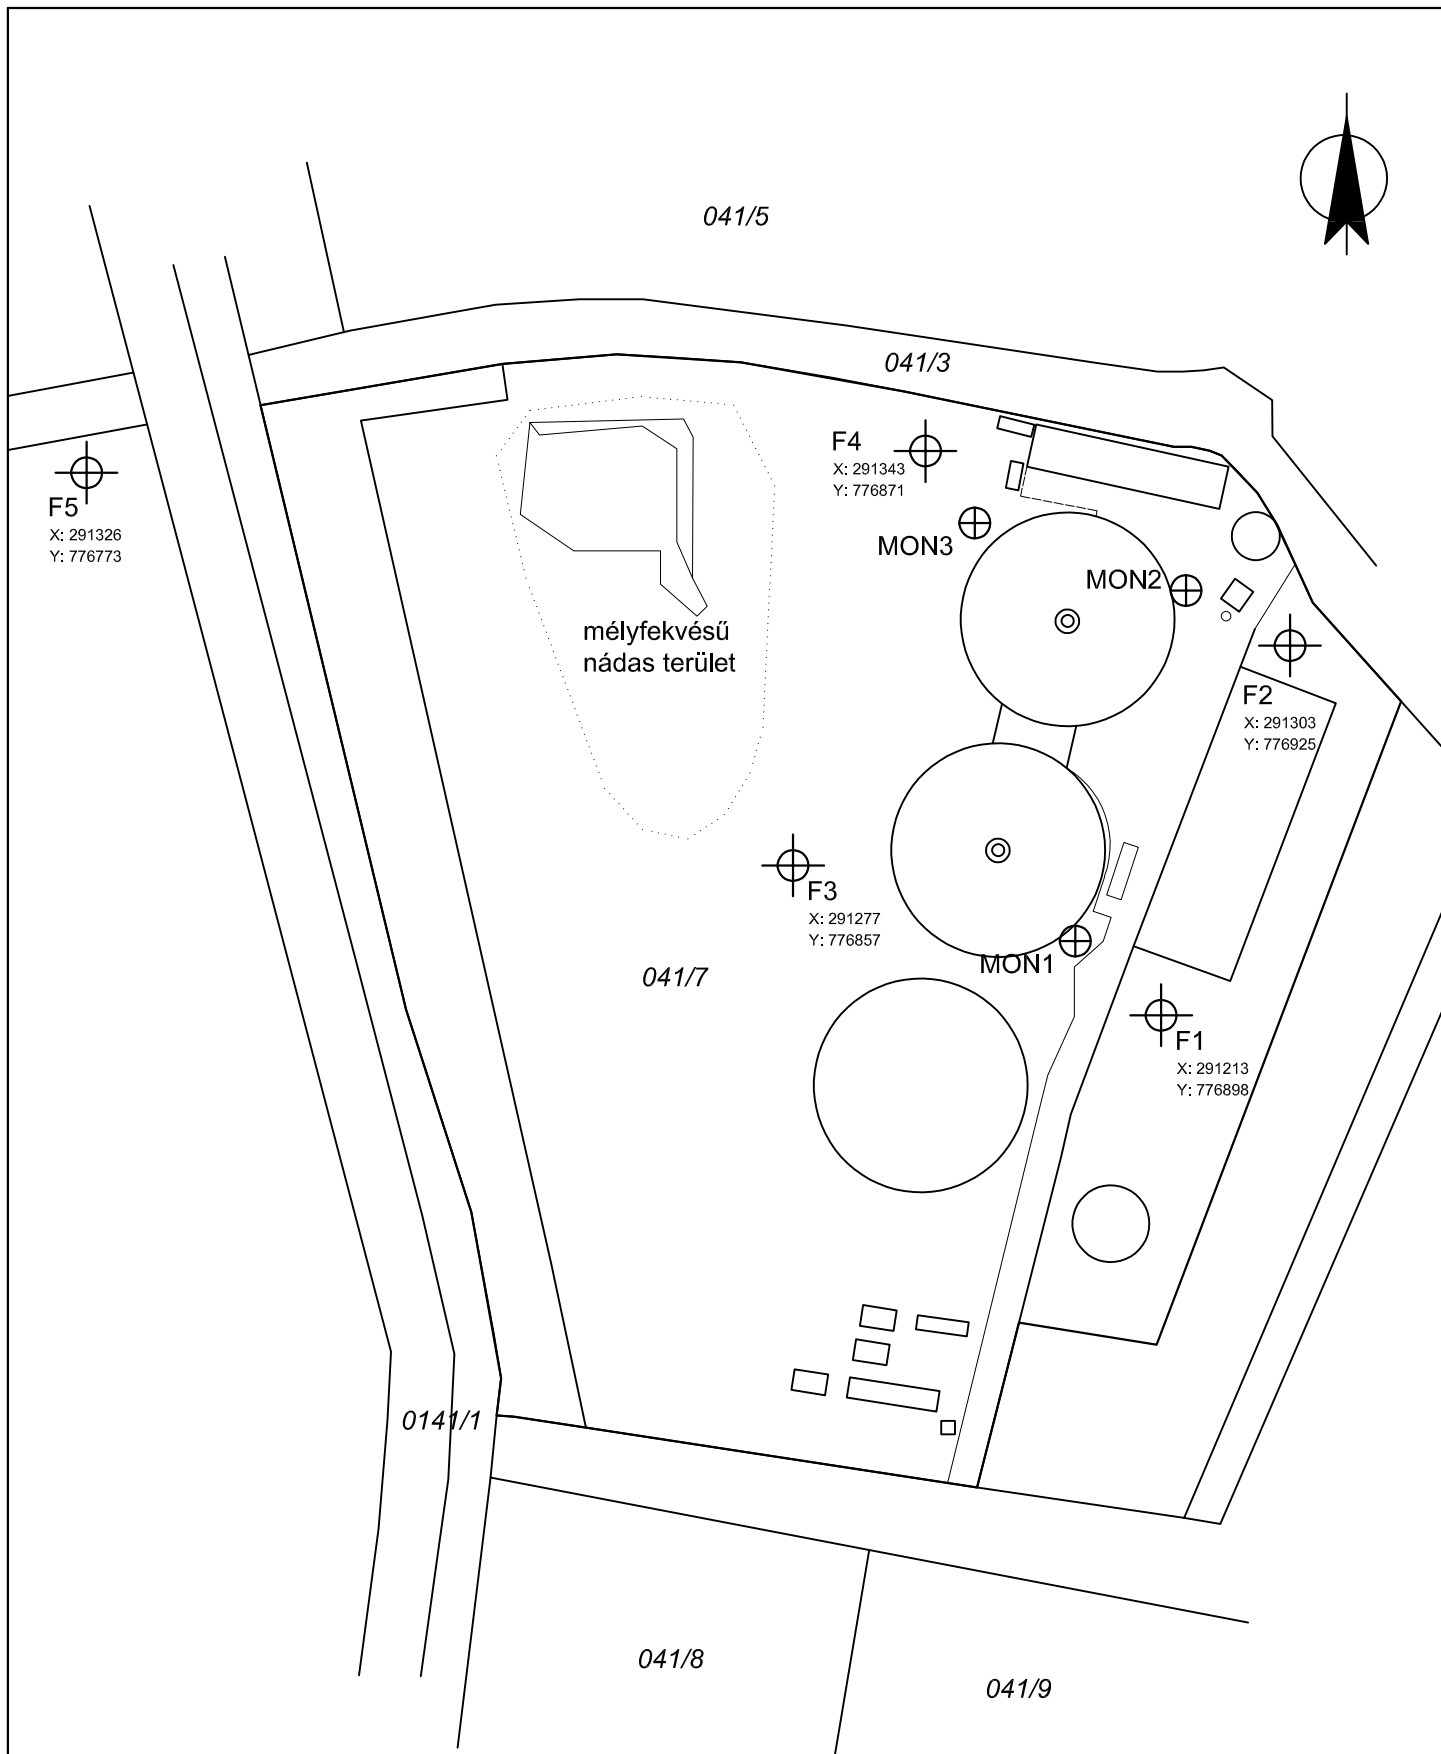 041/5
041/3
F4
X: 291343
Y: 776871
F5
X: 291326
Y: 776773
MON3
MON2
mélyfekvésű
nádas terület
F2
X: 291303
Y: 776925
F3
X: 291277
Y: 776857
MON1
041/7
F1
X: 291213
Y: 776898
0141/1
041/8
041/9